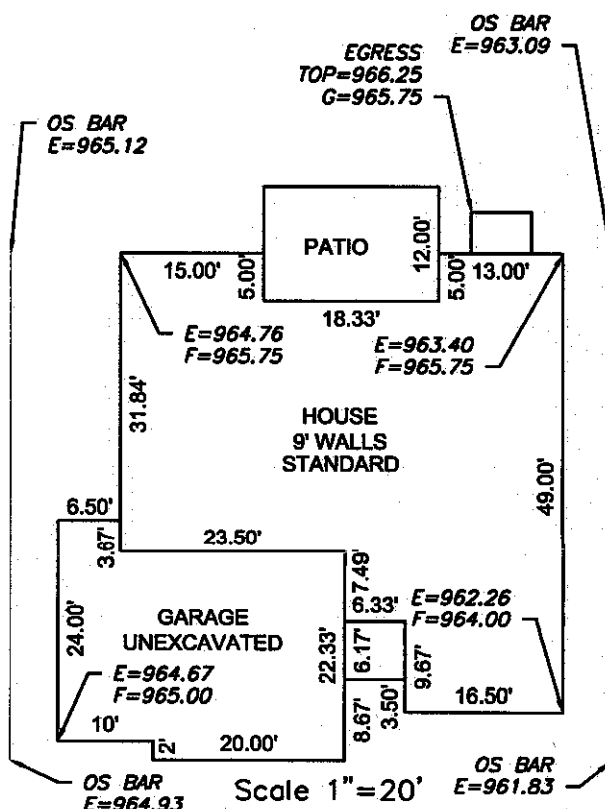 OS BAR
E=963.09
EGRESS
TOP=966.25
G=965.75
OS BAR
E=965.12
PATIO
12.00'
15.00'
5.00'
5.00'
13.00'
18.33'
E=964.76
F=965.75
E=963.40
F=965.75
31.84'
HOUSE
9' WALLS
STANDARD
49.00'
6.50'
3.67'
23.50'
7.49'
6.33'
E=962.26
F=964.00
24.00'
GARAGE
UNEXCAVATED
22.33'
6.17'
9.67'
E=964.67
F=965.00
8.67'
3.50'
16.50'
10'
2'
20.00'
OS BAR
E=964.93
Scale 1"=20'
OS BAR
E=961.83